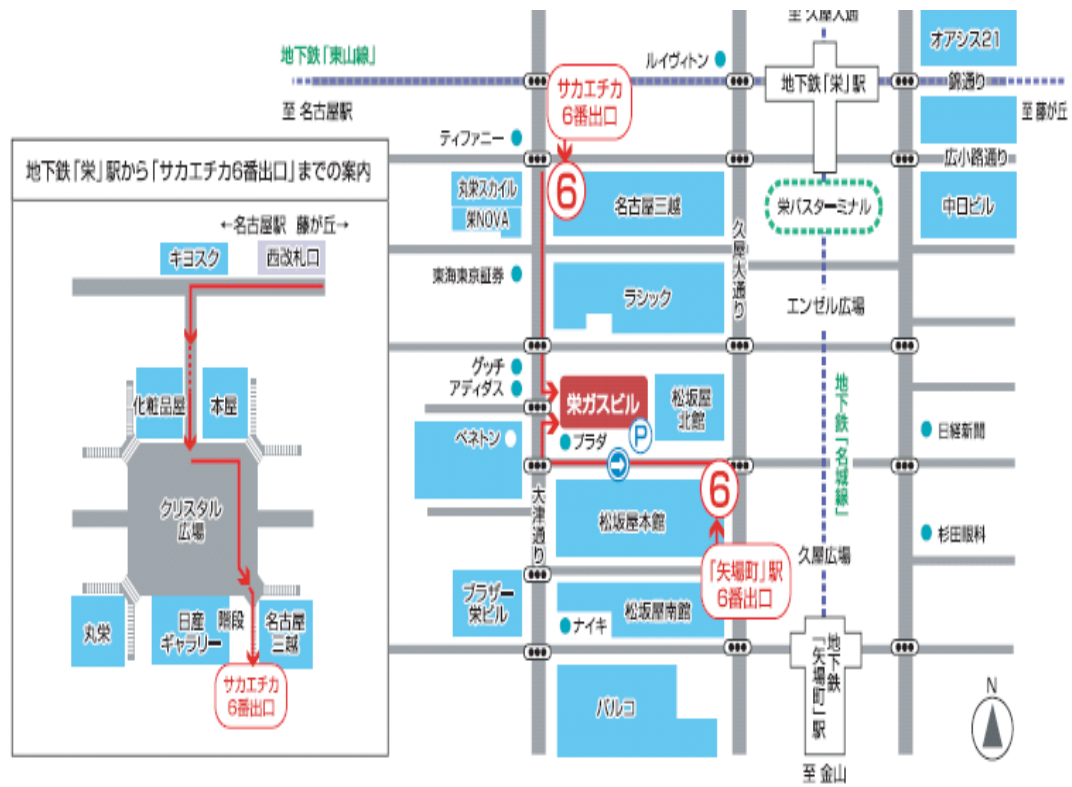 至 久屋大通
オアシス21
地下鉄「東山線」
ルイヴィトン
地下鉄「栄」駅
錦通り
至 名古屋駅
至 藤が丘
サカエチカ
6番出口
ティファニー
広小路通り
丸栄スカイル
栄NOVA
6
名古屋三越
栄バスターミナル
中日ビル
久屋大通り
東海東京証券
ラシック
エンゼル広場
グッチ
アディダス
栄ガスビル
松坂屋
北館
地下鉄「名城線」
ベネトン
プラダ
P
日経新聞
大津通り
松坂屋本館
6
杉田眼科
久屋広場
「矢場町」駅
6番出口
ブラザー
栄ビル
松坂屋南館
ナイキ
地下鉄
「矢場町」駅
パルコ
N
至 金山
地下鉄「栄」駅から「サカエチカ6番出口」までの案内
←名古屋駅 藤が丘→
キヨスク
西改札口
化粧品屋
本屋
クリスタル
広場
丸栄
日産
ギャラリー
階段
名古屋
三越
サカエチカ
6番出口